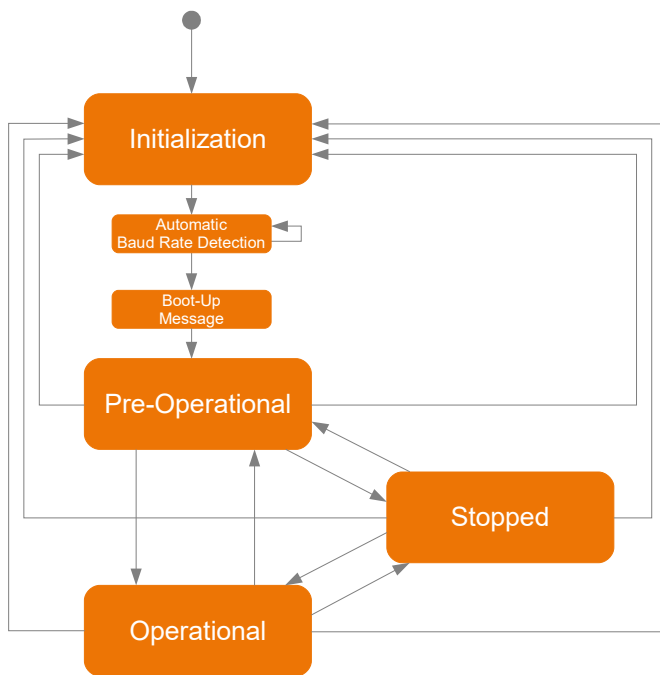 Initialization
Automatic
Baud Rate Detection
Boot-Up
Message
Pre-Operational
Stopped
Operational